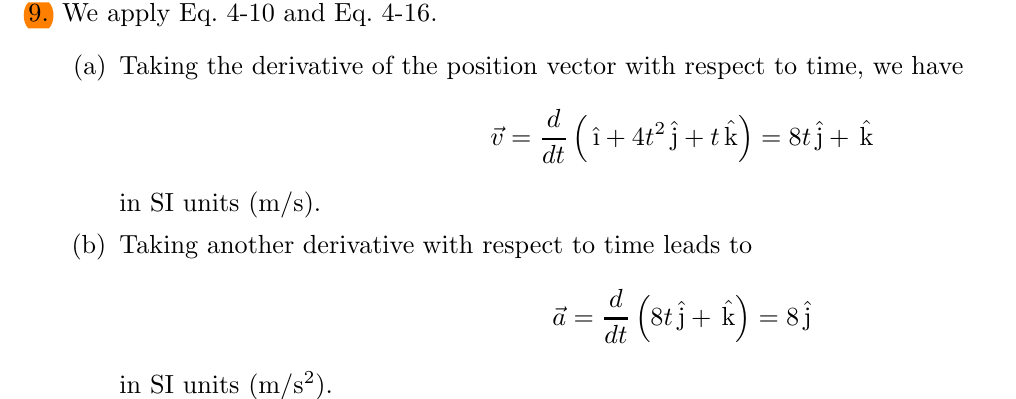 9. We apply Eq. 4-10 and Eq. 4-16.
(a) Taking the derivative of the position vector with respect to time, we have
v⃗ = d/dt (î + 4t² ĵ + t k̂) = 8t ĵ + k̂
in SI units (m/s).
(b) Taking another derivative with respect to time leads to
a⃗ = d/dt (8t ĵ + k̂) = 8 ĵ
in SI units (m/s²).